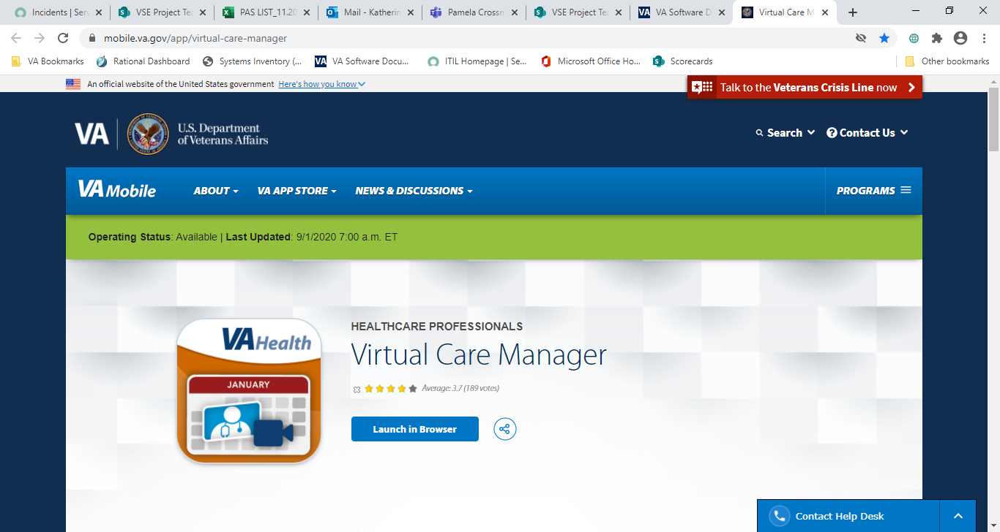 Incidents | Serv
VSE Project Tea
PAS LIST_11.20
Mail - Katherin
Pamela Crossm
VSE Project Tea
VA Software D
Virtual Care M
mobile.va.gov/app/virtual-care-manager
VA Bookmarks
Rational Dashboard
Systems Inventory (...
VA Software Docu...
ITIL Homepage | Se...
Microsoft Office Ho...
Scorecards
Other bookmarks
An official website of the United States government Here's how you know
Talk to the Veterans Crisis Line now
VA
U.S. Department
of Veterans Affairs
Search
Contact Us
VA Mobile
ABOUT
VA APP STORE
NEWS & DISCUSSIONS
PROGRAMS
Operating Status: Available | Last Updated: 9/1/2020 7:00 a.m. ET
VA Health
JANUARY
HEALTHCARE PROFESSIONALS
Virtual Care Manager
Average: 3.7 (189 votes)
Launch in Browser
Contact Help Desk